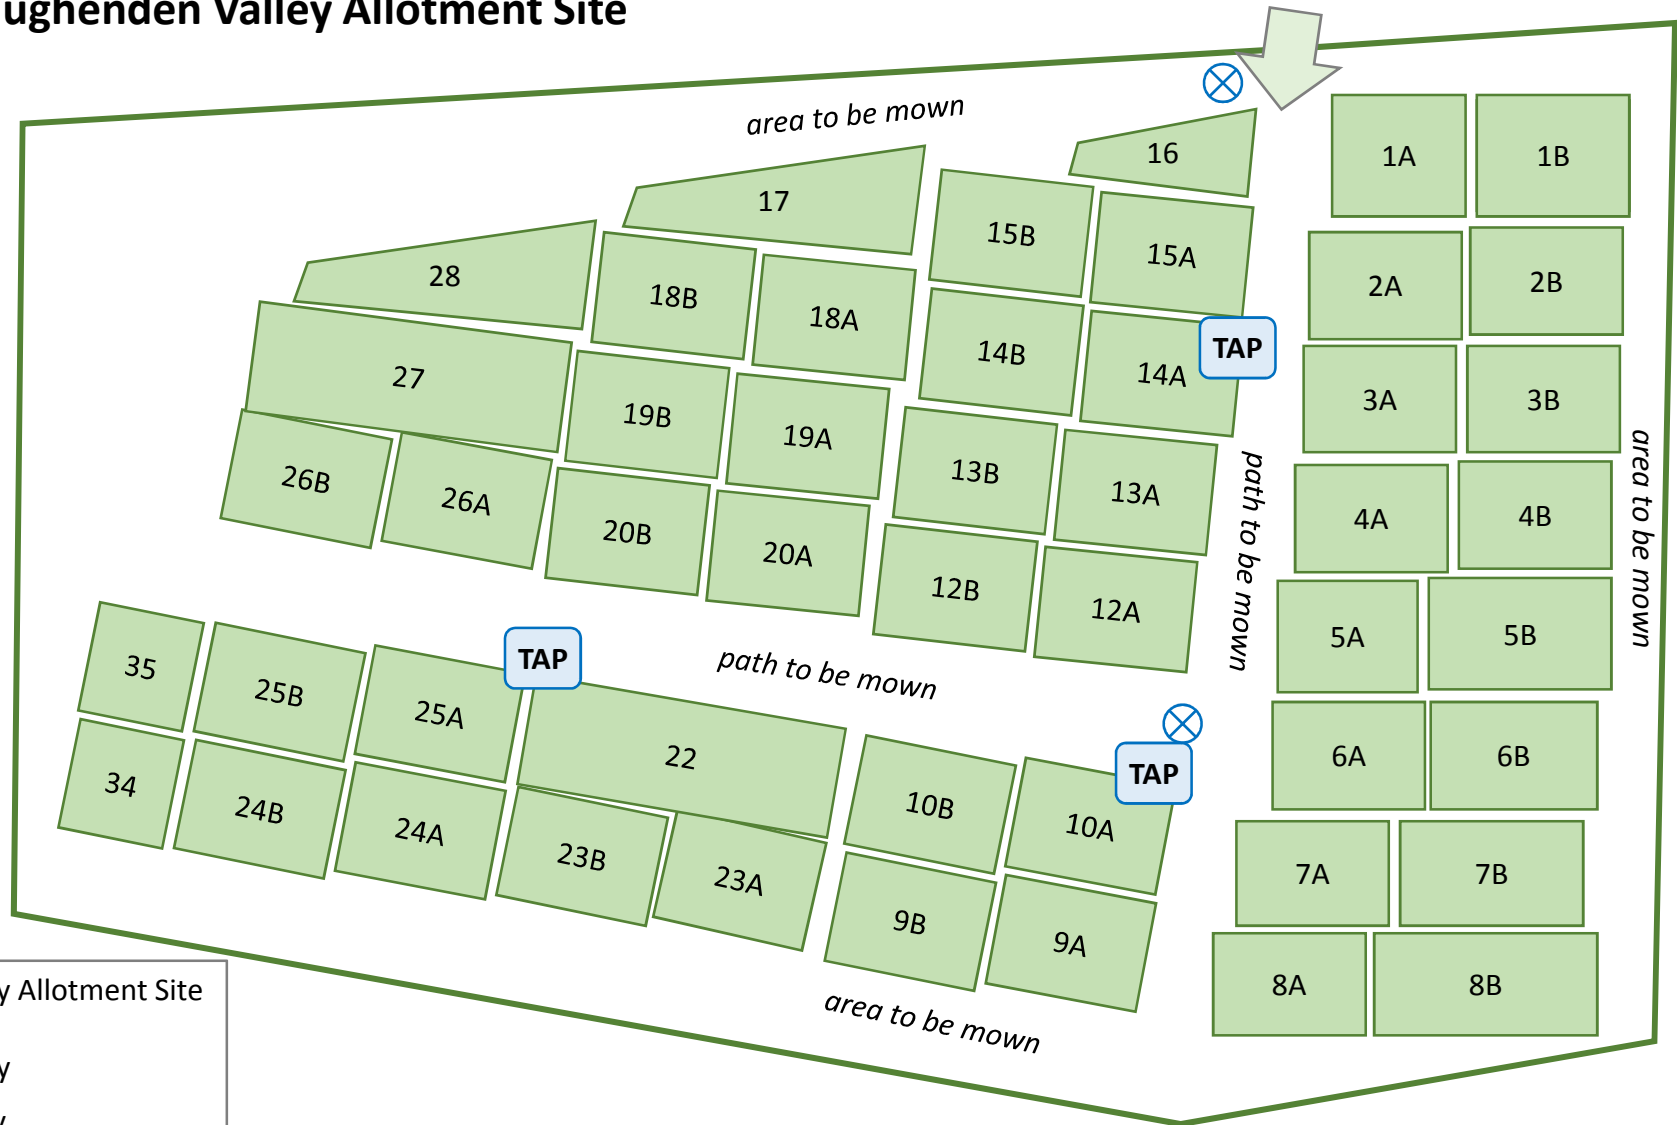 ughenden Valley Allotment Site
area to be mown
16
1A
1B
17
15B
15A
28
18B
18A
2A
2B
14B
TAP
14A
27
19B
19A
3A
3B
26B
26A
13B
13A
path to be mown
area to be mown
20B
20A
4A
4B
12B
12A
5A
5B
35
25B
25A
TAP
path to be mown
22
34
24B
24A
23B
23A
10B
10A
TAP
6A
6B
9B
9A
7A
7B
8A
8B
area to be mown
y Allotment Site
y